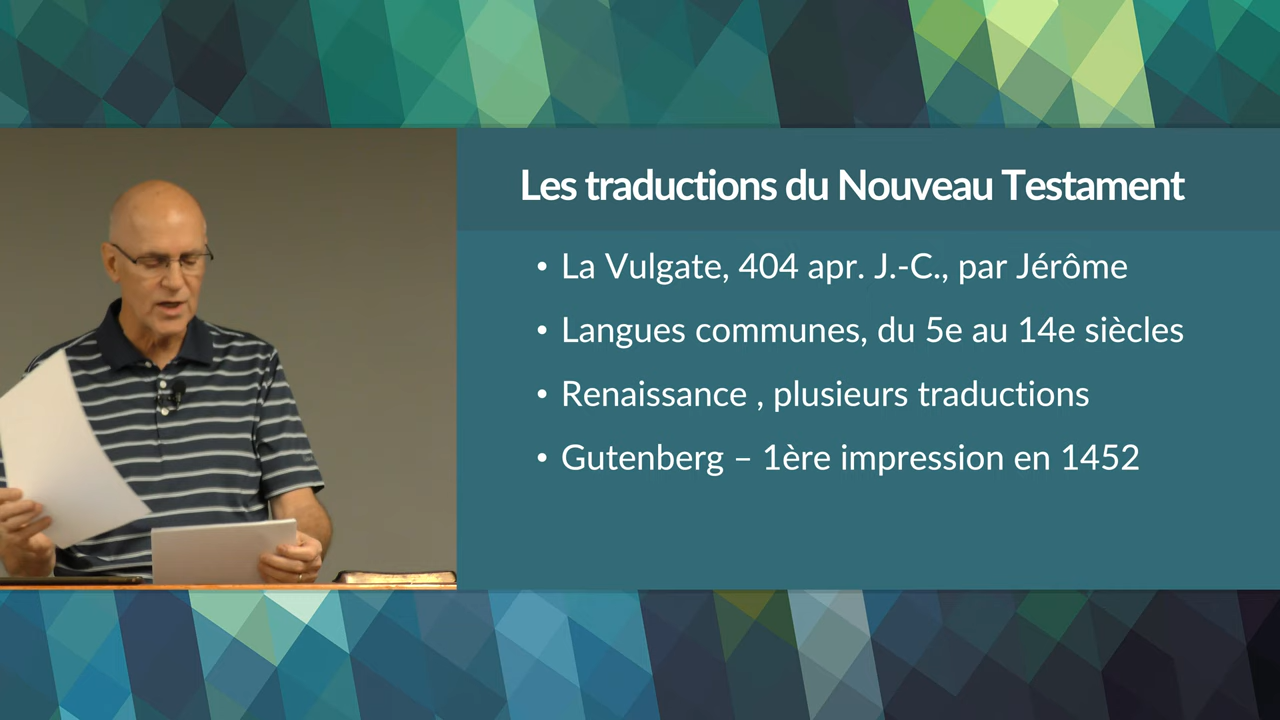 Les traductions du Nouveau Testament
• La Vulgate, 404 apr. J.-C., par Jérôme
• Langues communes, du 5e au 14e siècles
• Renaissance , plusieurs traductions
• Gutenberg – 1ère impression en 1452